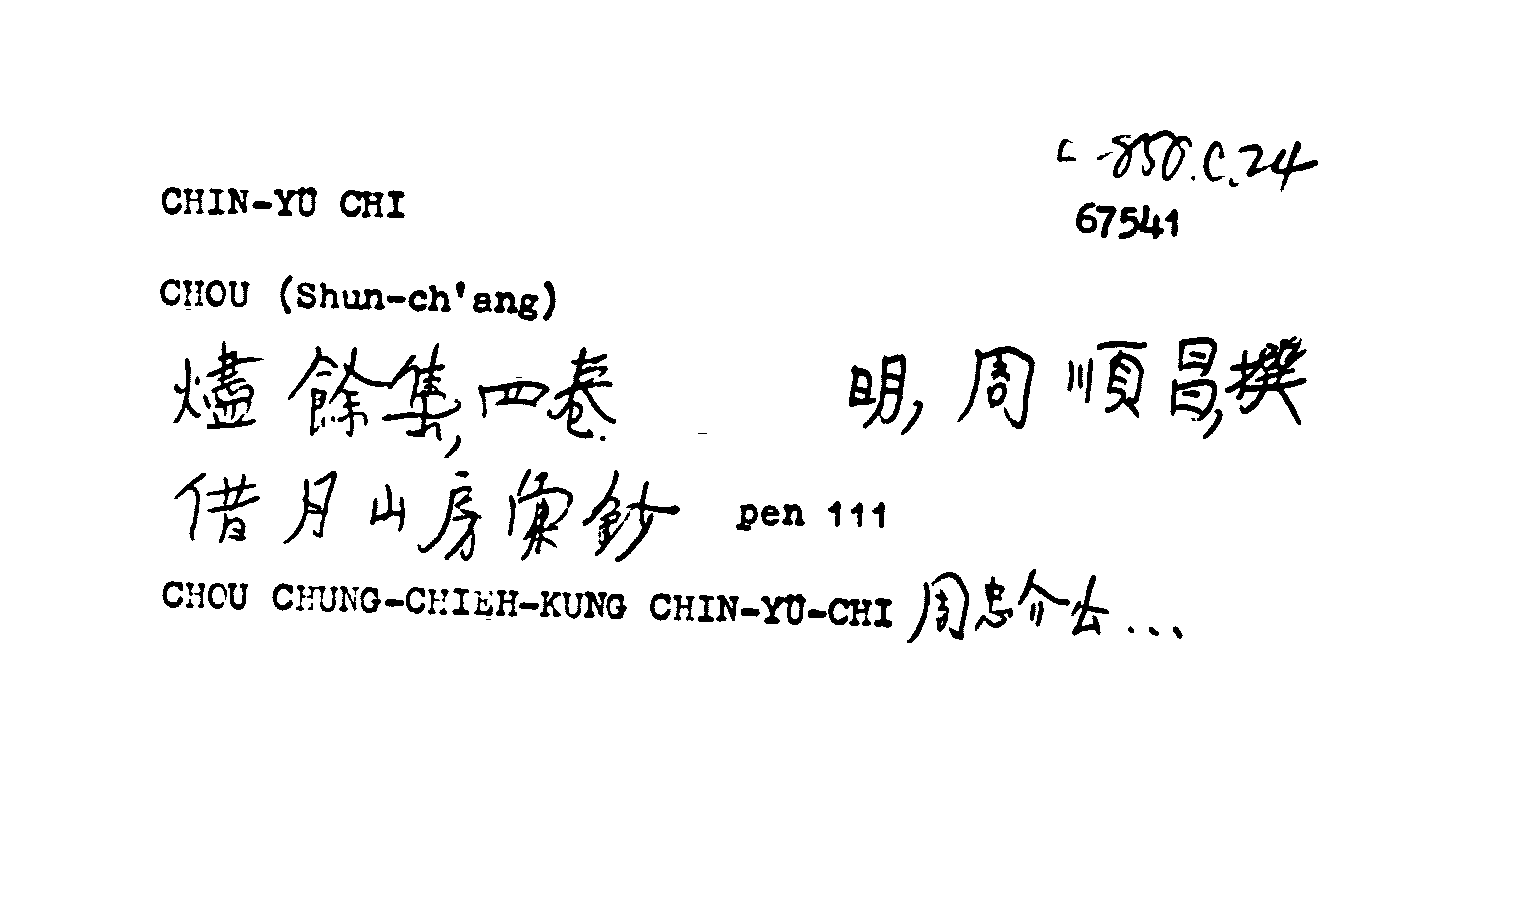 C-850.C.24
CHIN-YÜ CHI
67541
CHOU (Shun-ch'ang)
燼餘集,四卷. 明,周順昌,撰
借月山房彙鈔 pen 111
CHOU CHUNG-CHIEH-KUNG CHIN-YÜ-CHI 周忠介公...